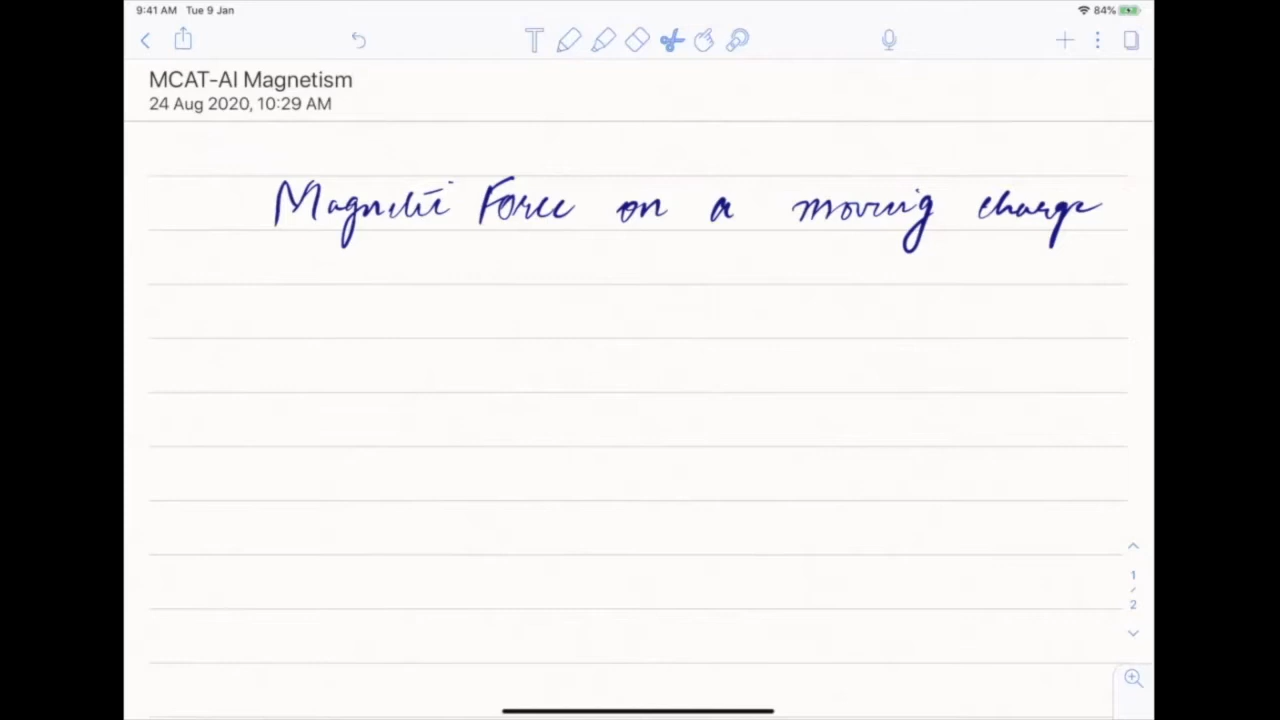 9:41 AM Tue 9 Jan 84%
T
MCAT-AI Magnetism
24 Aug 2020, 10:29 AM
Magnetic Force on a moving charge
1
/
2